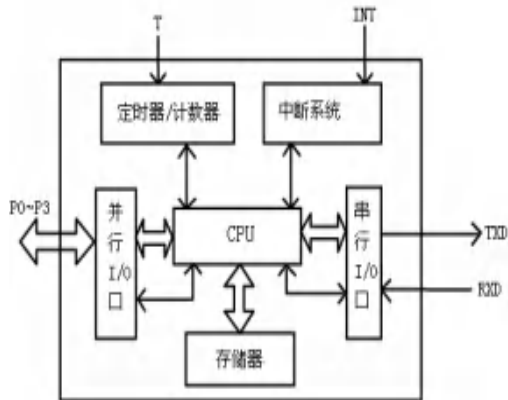 T
INT
定时器/计数器
中断系统
P0~P3
并
行
I/O
口
CPU
串
行
I/O
口
TXD
RXD
存储器